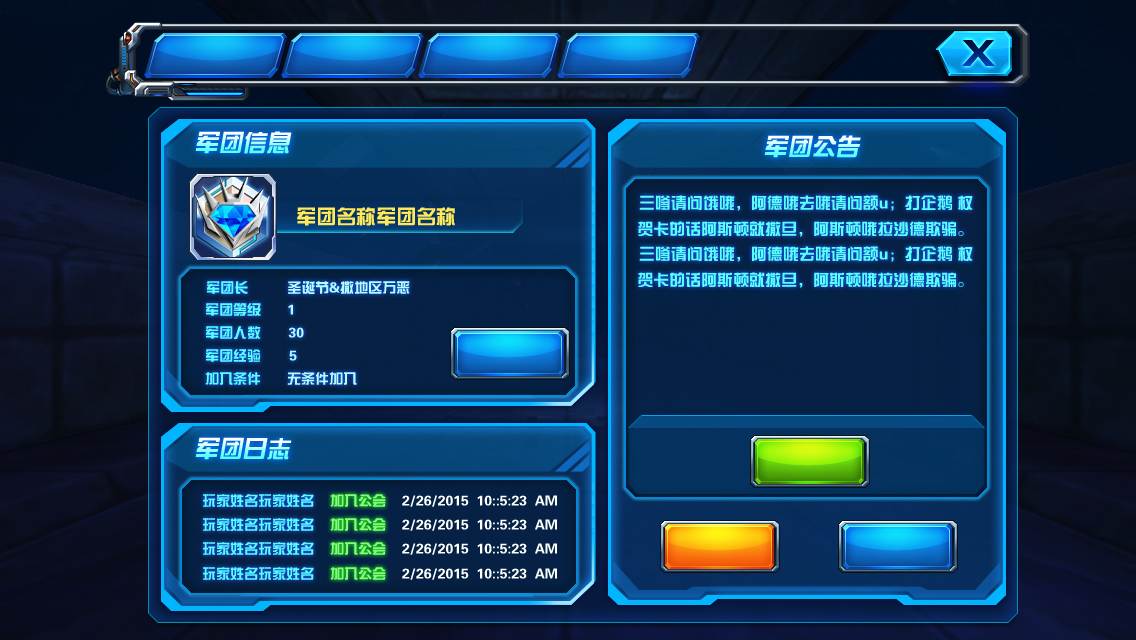 X
军团信息
军团名称军团名称
军团长 圣诞节&撒地区万恶
军团等级 1
军团人数 30
军团经验 5
加入条件 无条件加入
军团日志
玩家姓名玩家姓名 加入公会 2/26/2015 10::5:23 AM
玩家姓名玩家姓名 加入公会 2/26/2015 10::5:23 AM
玩家姓名玩家姓名 加入公会 2/26/2015 10::5:23 AM
玩家姓名玩家姓名 加入公会 2/26/2015 10::5:23 AM
军团公告
三嗲请问饿哦，阿德哦去哦请问额u；打企鹅 权
贺卡的话阿斯顿就撒旦，阿斯顿哦拉沙德欺骗。
三嗲请问饿哦，阿德哦去哦请问额u；打企鹅 权
贺卡的话阿斯顿就撒旦，阿斯顿哦拉沙德欺骗。